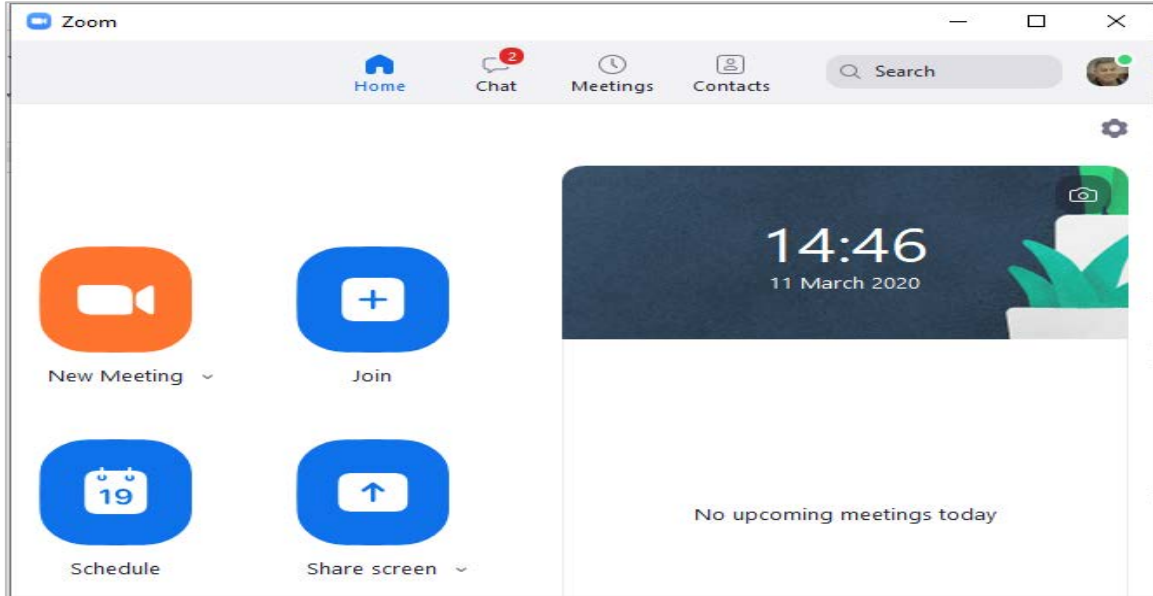 Zoom
Home
Chat
2
Meetings
Contacts
Search
14:46
11 March 2020
New Meeting
Join
19
Schedule
Share screen
No upcoming meetings today